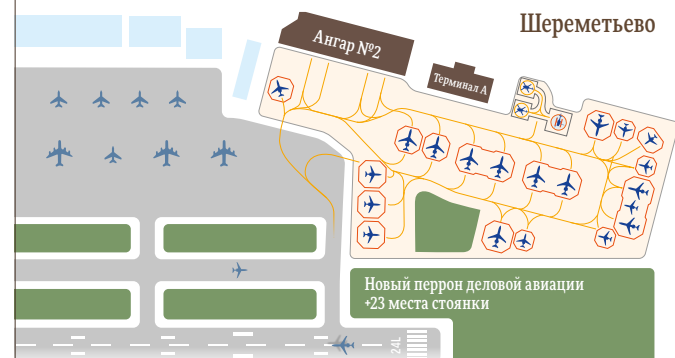 Шереметьево
Ангар №2
Терминал А
Новый перрон деловой авиации
+23 места стоянки
24L